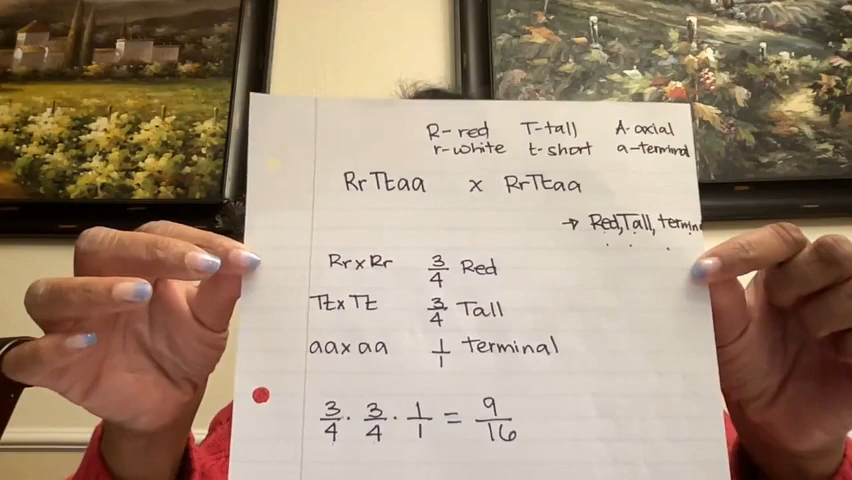 R-red T-tall A-axial
r-white t-short a-terminal
RrTtaa x RrTtaa
→ Red, Tall, termin
Rr x Rr 3/4 Red
Tt x Tt 3/4 Tall
aa x aa 1/1 terminal
3/4 · 3/4 · 1/1 = 9/16